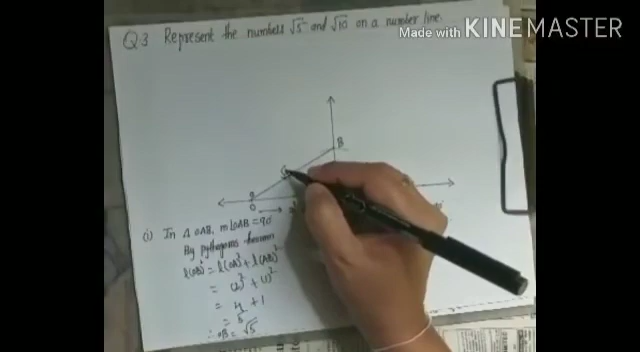 Made with KINEMASTER
Q.3 Represent the numbers √5 and √10 on a number line.
B
√5
O
(i) In Δ OAB, m∠OAB = 90°
By pythagoras theorem
l(OB)² = l(OA)² + l(AB)²
= (2)² + (1)²
= 4 + 1
= 5
∴ OB = √5